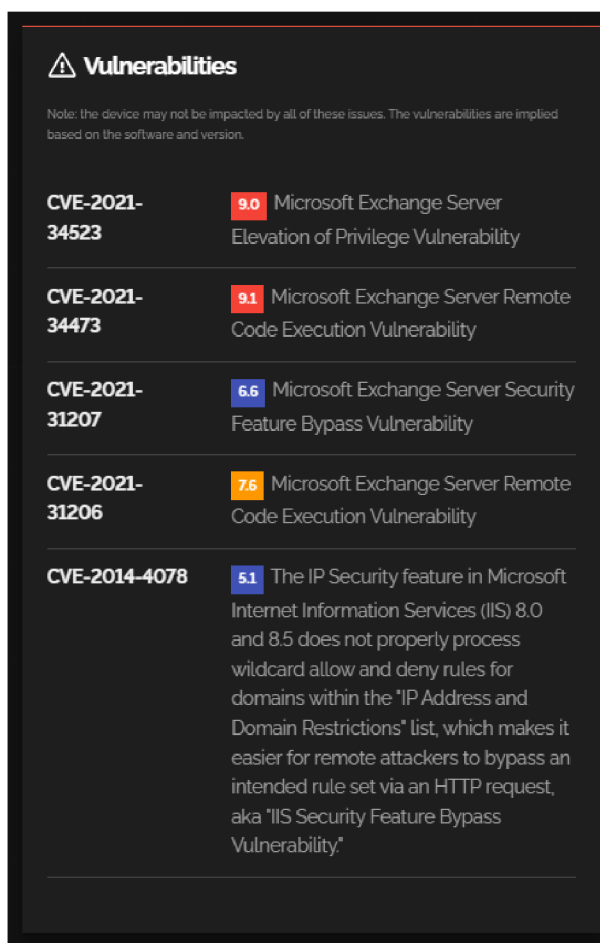 Vulnerabilities
Note: the device may not be impacted by all of these issues. The vulnerabilities are implied
based on the software and version.
CVE-2021-
34523
9.0 Microsoft Exchange Server
Elevation of Privilege Vulnerability
CVE-2021-
34473
9.1 Microsoft Exchange Server Remote
Code Execution Vulnerability
CVE-2021-
31207
6.6 Microsoft Exchange Server Security
Feature Bypass Vulnerability
CVE-2021-
31206
7.6 Microsoft Exchange Server Remote
Code Execution Vulnerability
CVE-2014-4078
5.1 The IP Security feature in Microsoft
Internet Information Services (IIS) 8.0
and 8.5 does not properly process
wildcard allow and deny rules for
domains within the "IP Address and
Domain Restrictions" list, which makes it
easier for remote attackers to bypass an
intended rule set via an HTTP request,
aka "IIS Security Feature Bypass
Vulnerability."